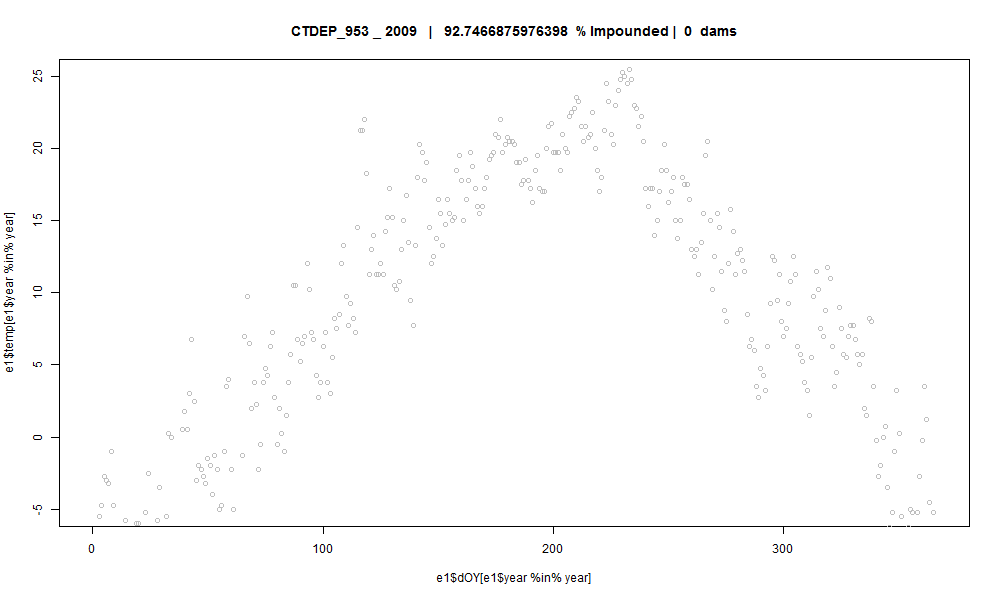 CTDEP_953 _ 2009 | 92.7466875976398 % Impounded | 0 dams
e1$temp[e1$year %in% year]
25
20
15
10
5
0
-5
0 100 200 300
e1$dOY[e1$year %in% year]